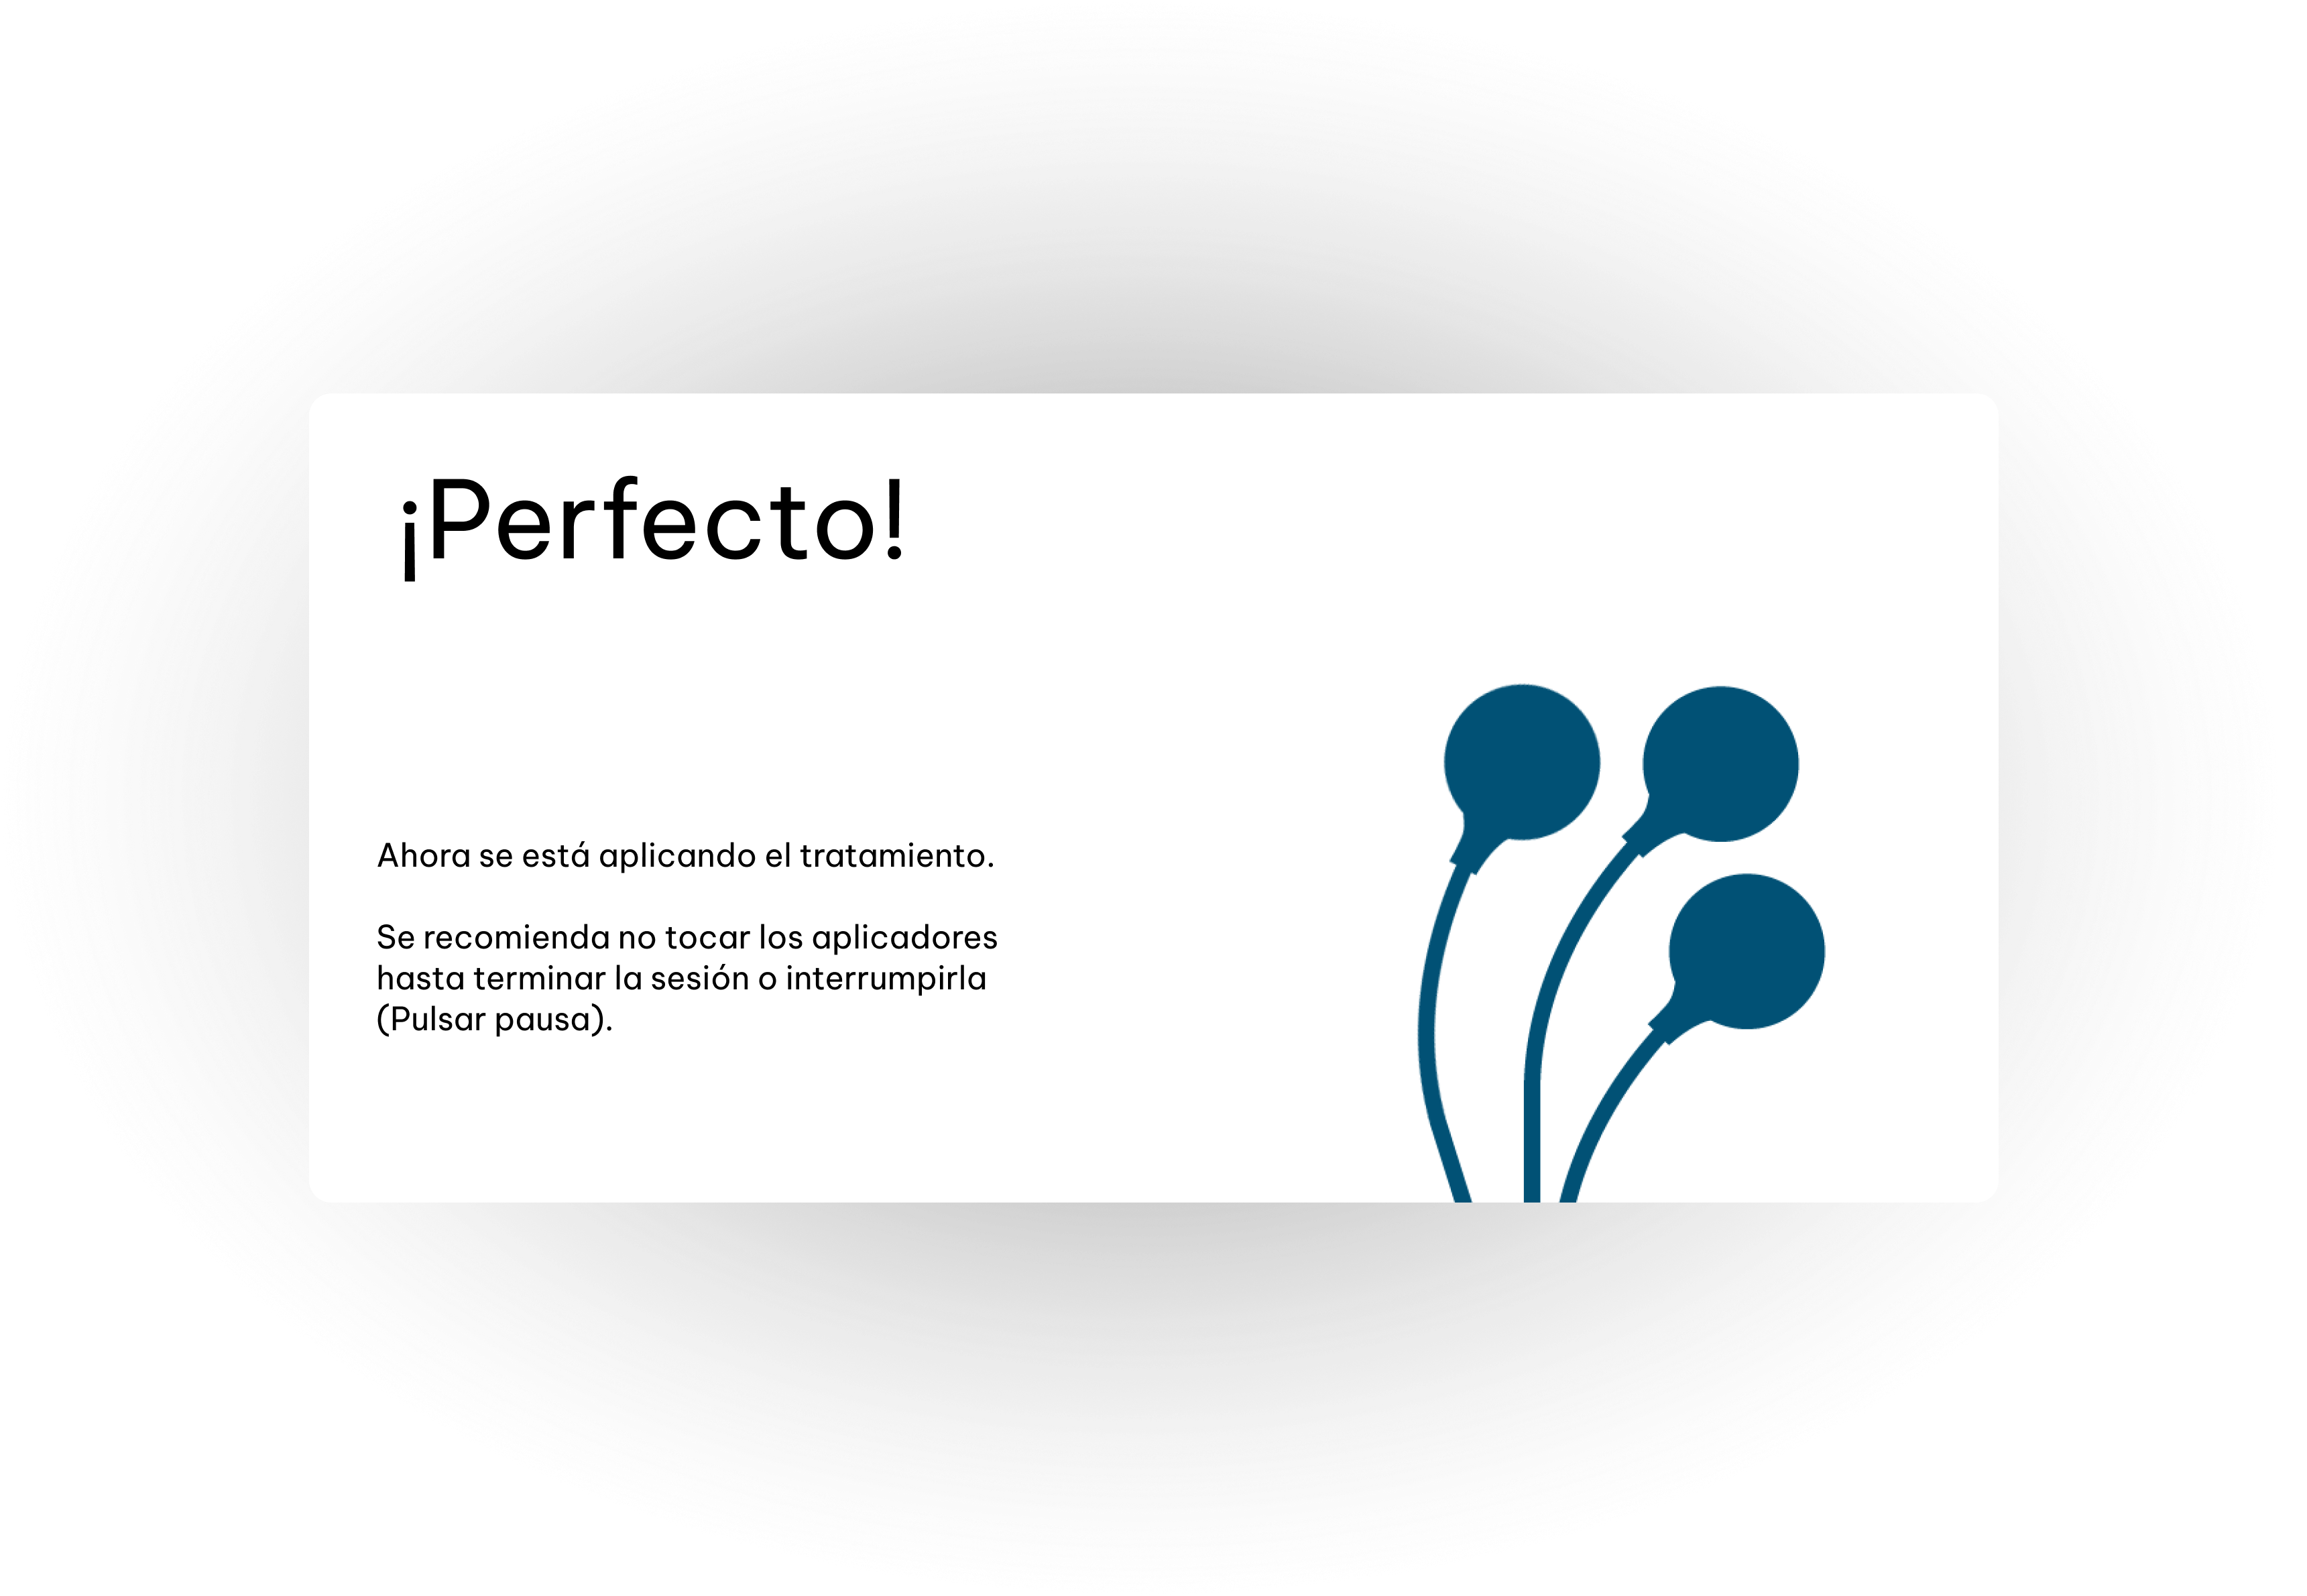 ¡Perfecto!
Ahora se está aplicando el tratamiento.
Se recomienda no tocar los aplicadores
hasta terminar la sesión o interrumpirla
(Pulsar pausa).